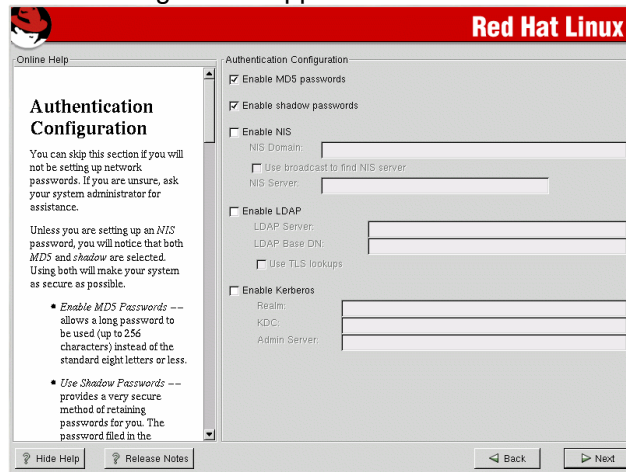 Red Hat Linux
Online Help
Authentication
Configuration
You can skip this section if you will
not be setting up network
passwords. If you are unsure, ask
your system administrator for
assistance.
Unless you are setting up an NIS
password, you will notice that both
MD5 and shadow are selected.
Using both will make your system
as secure as possible.
• Enable MD5 Passwords --
allows a long password to
be used (up to 256
characters) instead of the
standard eight letters or less.
• Use Shadow Passwords --
provides a very secure
method of retaining
passwords for you. The
password filed in the
Authentication Configuration
Enable MD5 passwords
Enable shadow passwords
Enable NIS
NIS Domain:
Use broadcast to find NIS server
NIS Server:
Enable LDAP
LDAP Server:
LDAP Base DN:
Use TLS lookups
Enable Kerberos
Realm:
KDC:
Admin Server:
Hide Help
Release Notes
Back
Next